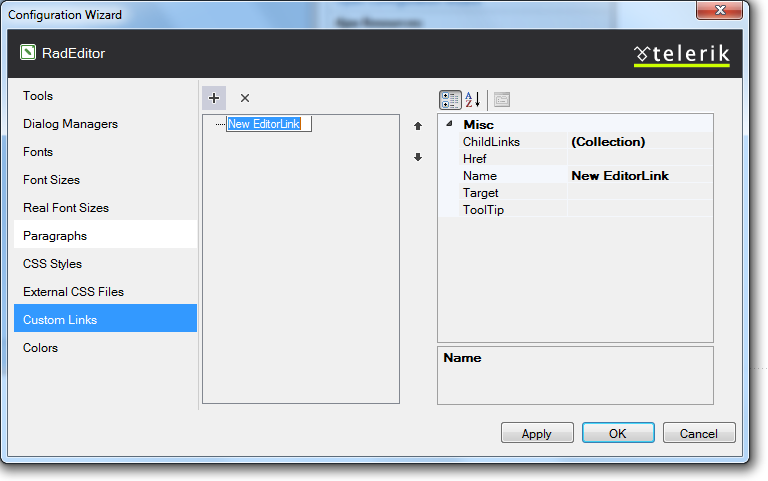 Configuration Wizard
RadEditor
telerik
Tools
Dialog Managers
Fonts
Font Sizes
Real Font Sizes
Paragraphs
CSS Styles
External CSS Files
Custom Links
Colors
New EditorLink
A
Z
Misc
ChildLinks (Collection)
Href
Name New EditorLink
Target
ToolTip
Name
Apply OK Cancel